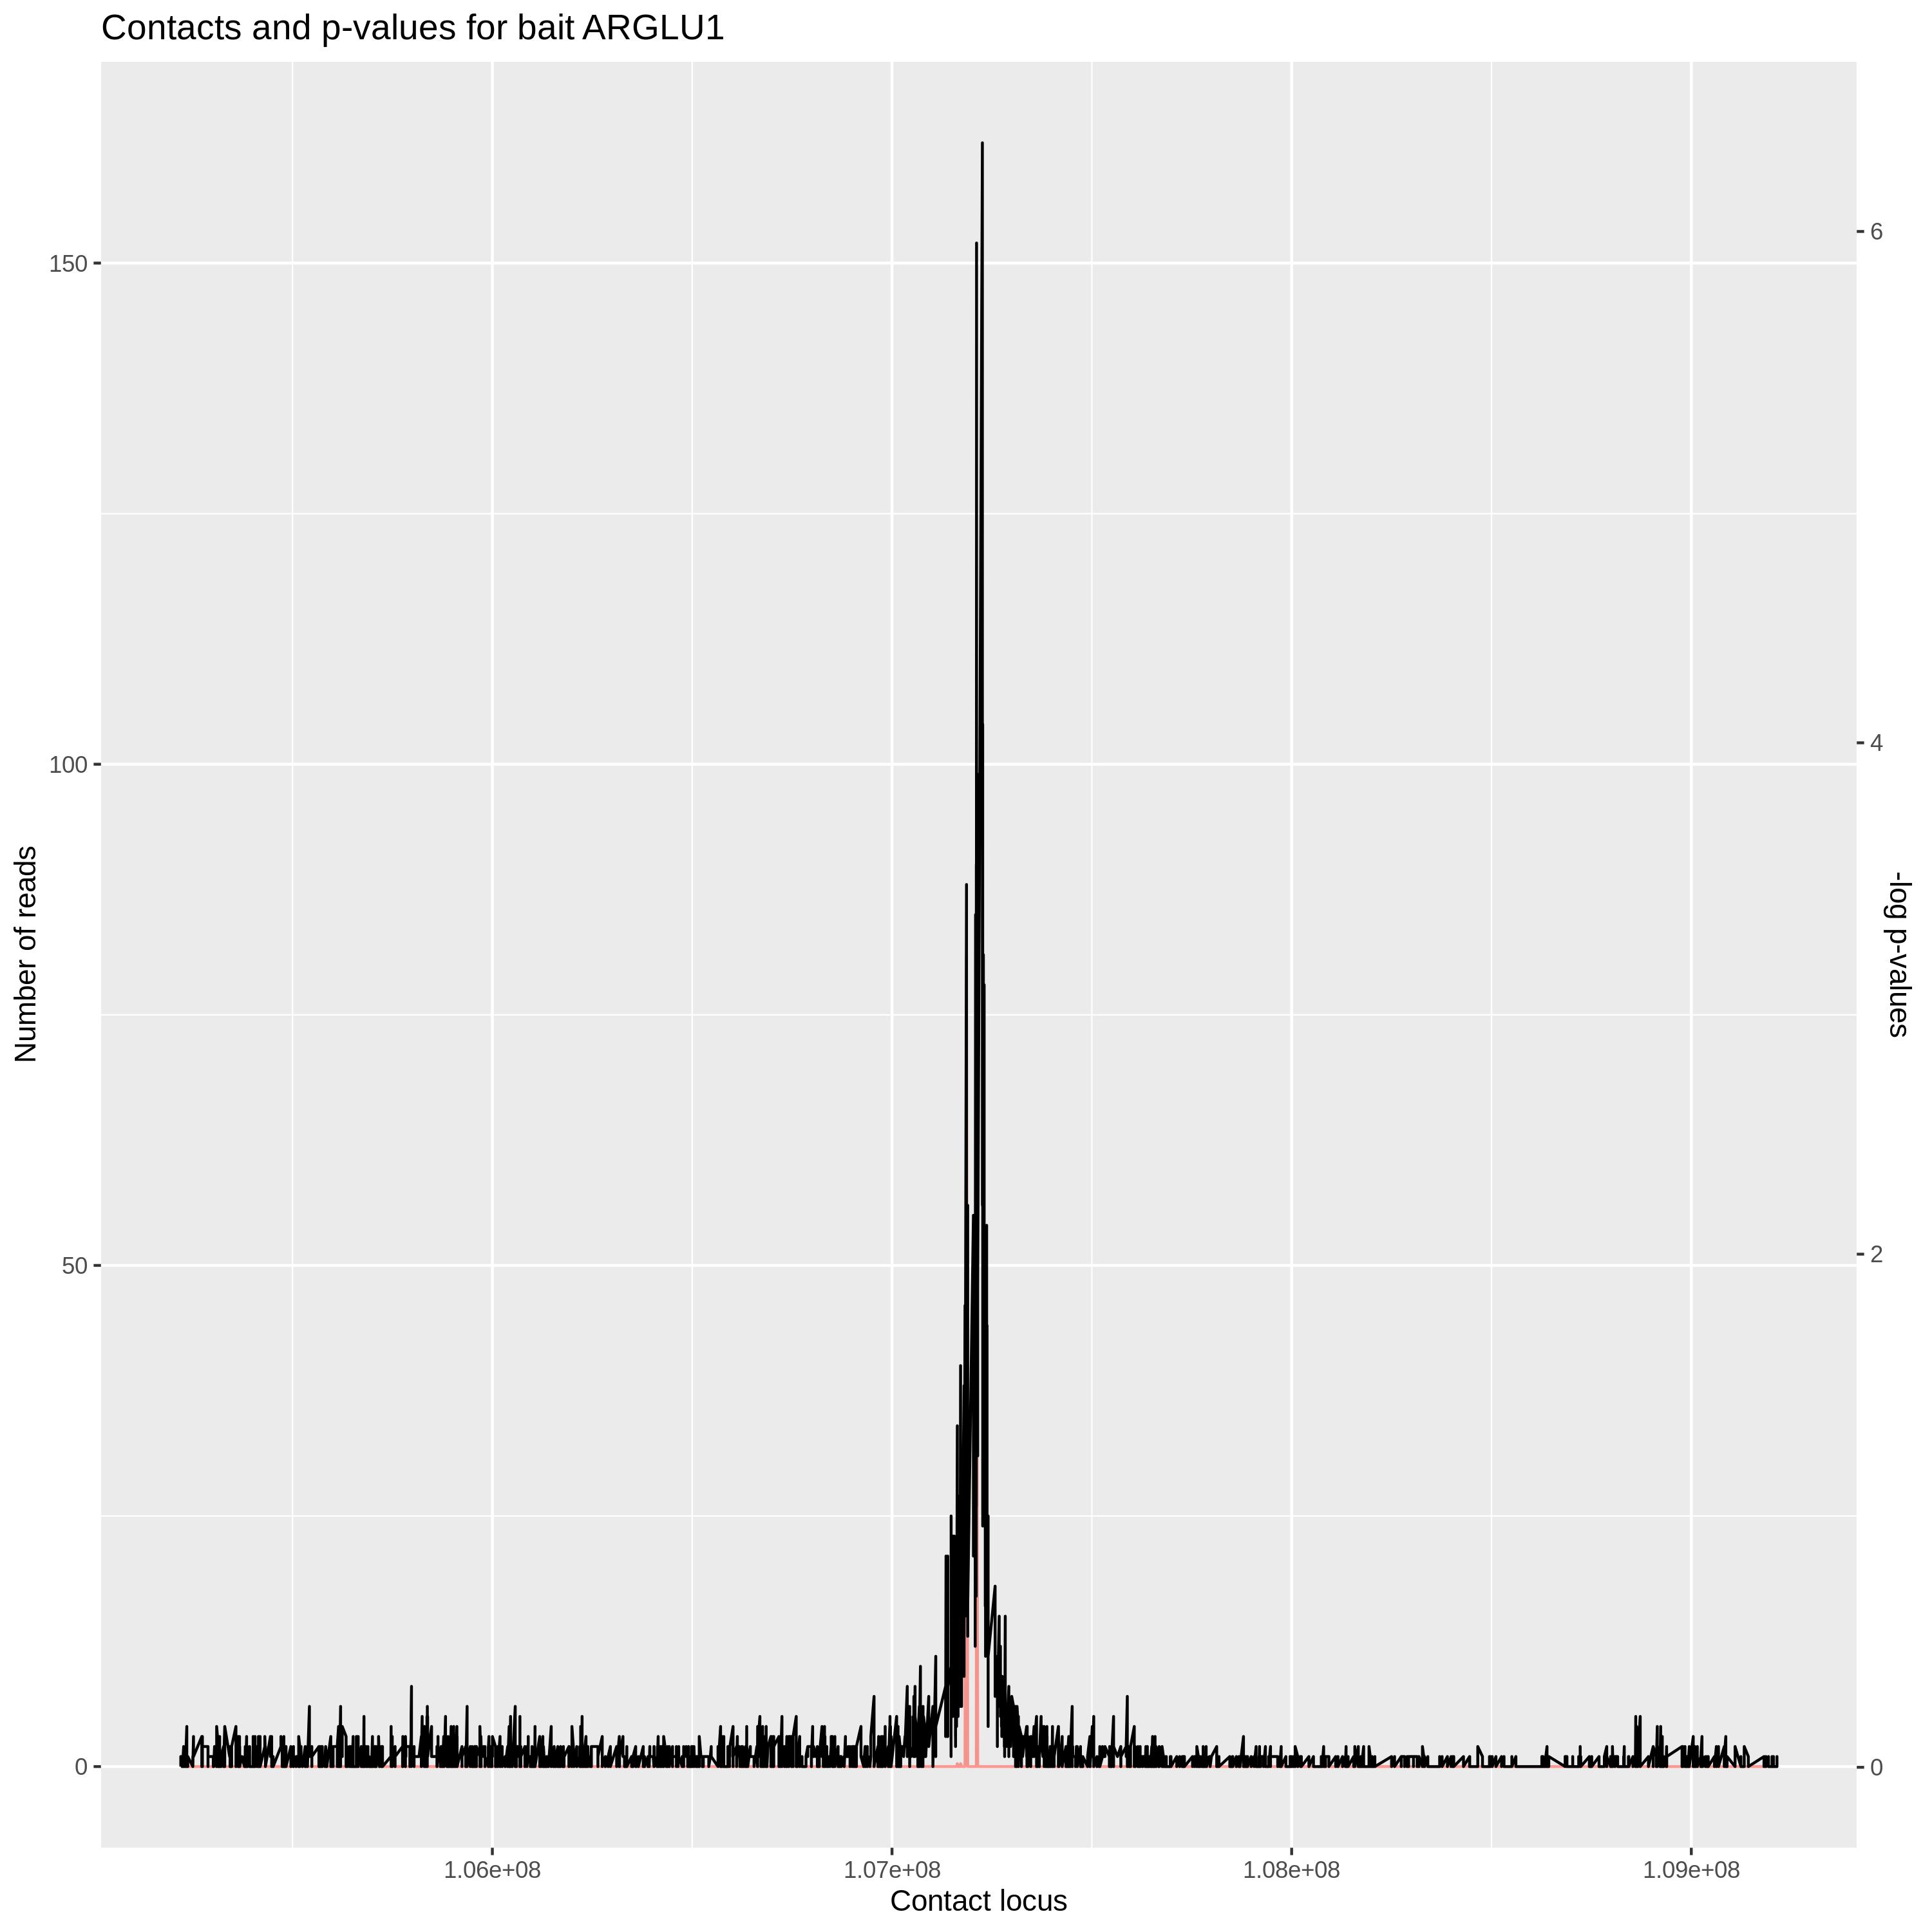 Contacts and p-values for bait ARGLU1
150
100
50
0
Number of reads
6
4
2
0
-log p-values
1.06e+08
1.07e+08
1.08e+08
1.09e+08
Contact locus